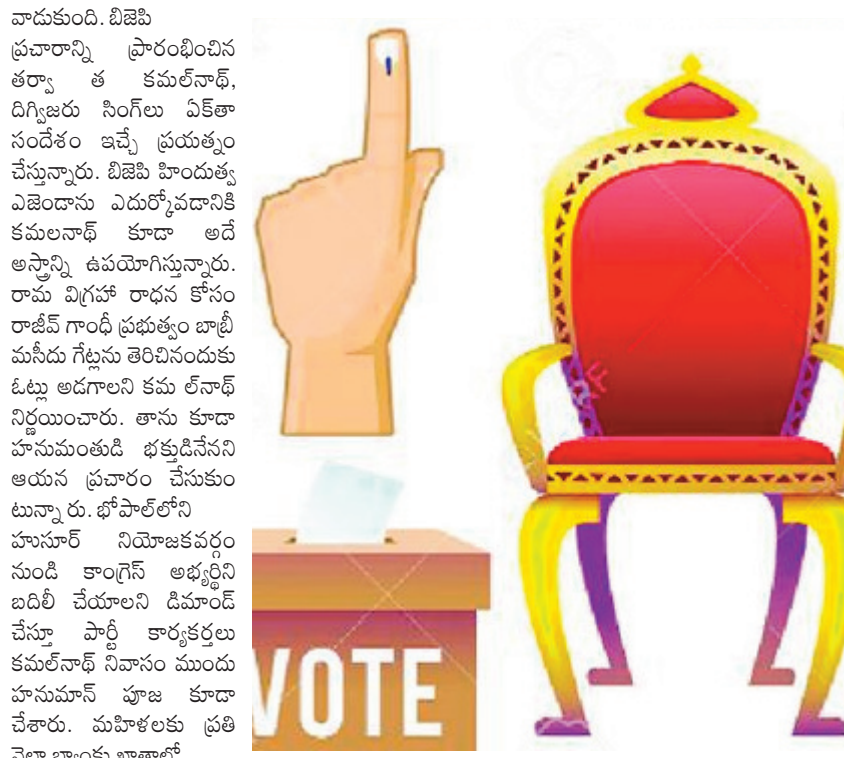 వాడుకుంది. బిజెపి
ప్రచారాన్ని ప్రారంభించిన
తర్వా త కమల్‌నాథ్,
దిగ్విజరు సింగ్‌లు ఏక్‌తా
సందేశం ఇచ్చే ప్రయత్నం
చేస్తున్నారు. బిజెపి హిందుత్వ
ఎజెండాను ఎదుర్కోవడానికి
కమలనాథ్ కూడా అదే
అస్త్రాన్ని ఉపయోగిస్తున్నారు.
రామ విగ్రహా రాధన కోసం
రాజీవ్ గాంధీ ప్రభుత్వం బాబ్రీ
మసీదు గేట్లను తెరిచినందుకు
ఓట్లు అడగాలని కమ ల్‌నాథ్
నిర్ణయించారు. తాను కూడా
హనుమంతుడి భక్తుడినేనని
ఆయన ప్రచారం చేసుకుం
టున్నా రు. భోపాల్‌లోని
హుసూర్ నియోజకవర్గం
నుండి కాంగ్రెస్ అభ్యర్థిని
బదిలీ చేయాలని డిమాండ్
చేస్తూ పార్టీ కార్యకర్తలు
కమల్‌నాథ్ నివాసం ముందు
హనుమాన్ పూజ కూడా
చేశారు. మహిళలకు ప్రతి
నెలా బ్యాంకు ఖాతాలో
VOTE